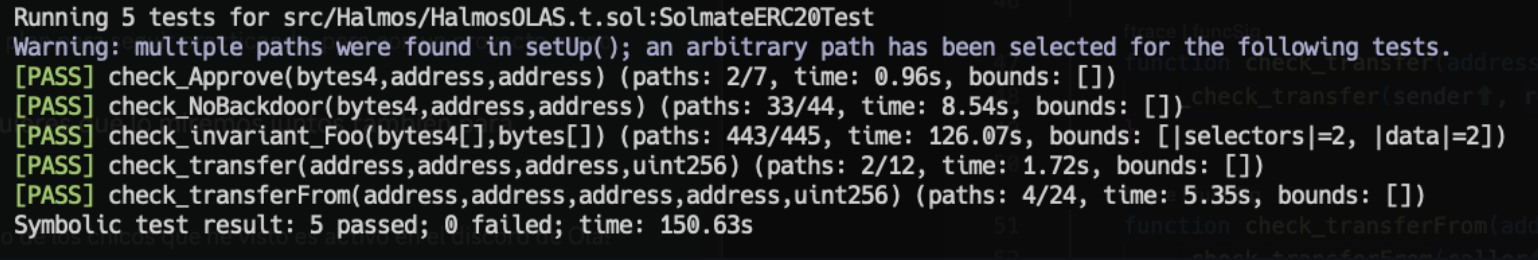 Running 5 tests for src/Halmos/HalmosOLAS.t.sol:SolmateERC20Test
Warning: multiple paths were found in setUp(); an arbitrary path has been selected for the following tests.
[PASS] check_Approve(bytes4,address,address) (paths: 2/7, time: 0.96s, bounds: [])
[PASS] check_NoBackdoor(bytes4,address,address) (paths: 33/44, time: 8.54s, bounds: [])
[PASS] check_invariant_Foo(bytes4[],bytes[]) (paths: 443/445, time: 126.07s, bounds: [|selectors|=2, |data|=2])
[PASS] check_transfer(address,address,address,uint256) (paths: 2/12, time: 1.72s, bounds: [])
[PASS] check_transferFrom(address,address,address,address,uint256) (paths: 4/24, time: 5.35s, bounds: [])
Symbolic test result: 5 passed; 0 failed; time: 150.63s